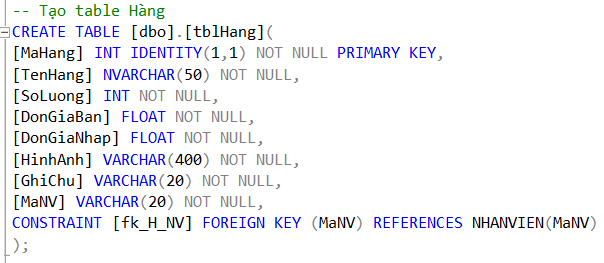 -- Tạo table Hàng
CREATE TABLE [dbo].[tblHang](
[MaHang] INT IDENTITY(1,1) NOT NULL PRIMARY KEY,
[TenHang] NVARCHAR(50) NOT NULL,
[SoLuong] INT NOT NULL,
[DonGiaBan] FLOAT NOT NULL,
[DonGiaNhap] FLOAT NOT NULL,
[HinhAnh] VARCHAR(400) NOT NULL,
[GhiChu] VARCHAR(20) NOT NULL,
[MaNV] VARCHAR(20) NOT NULL,
CONSTRAINT [fk_H_NV] FOREIGN KEY (MaNV) REFERENCES NHANVIEN(MaNV)
);